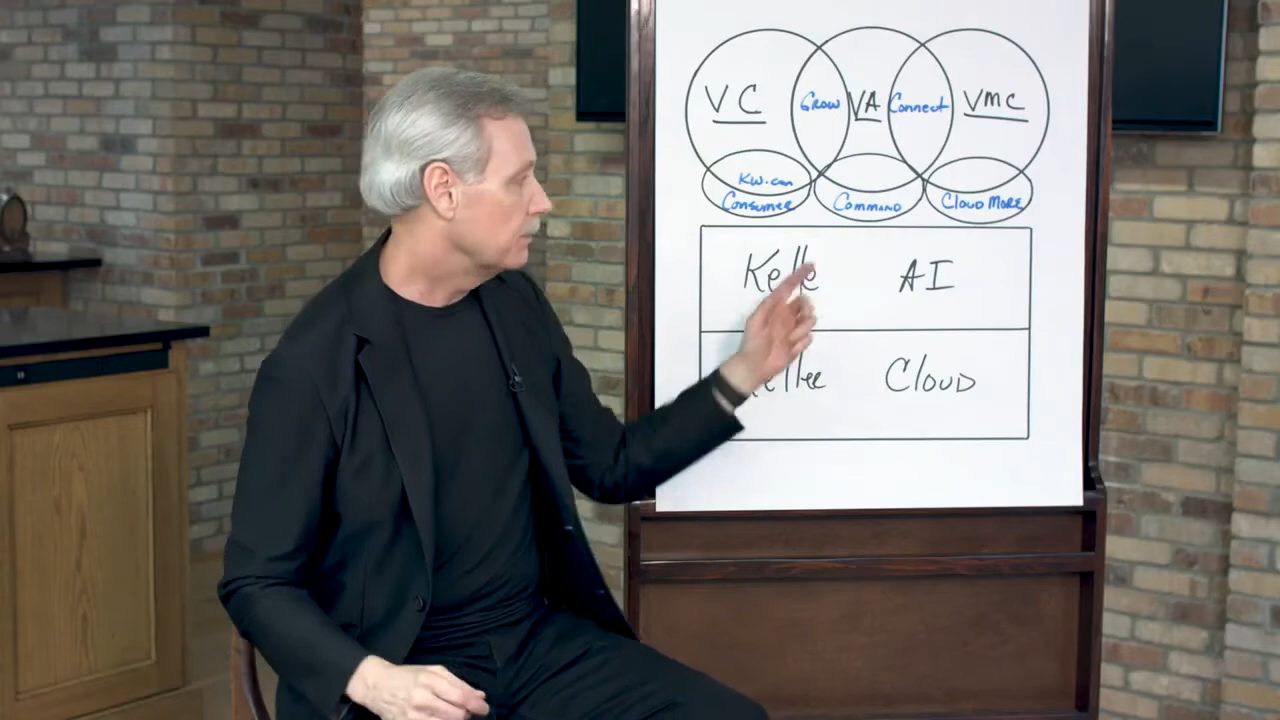 VC Grow VA Connect VMC
KW.com
Consumer Command Cloud MORE
Kelle AI
Cloud